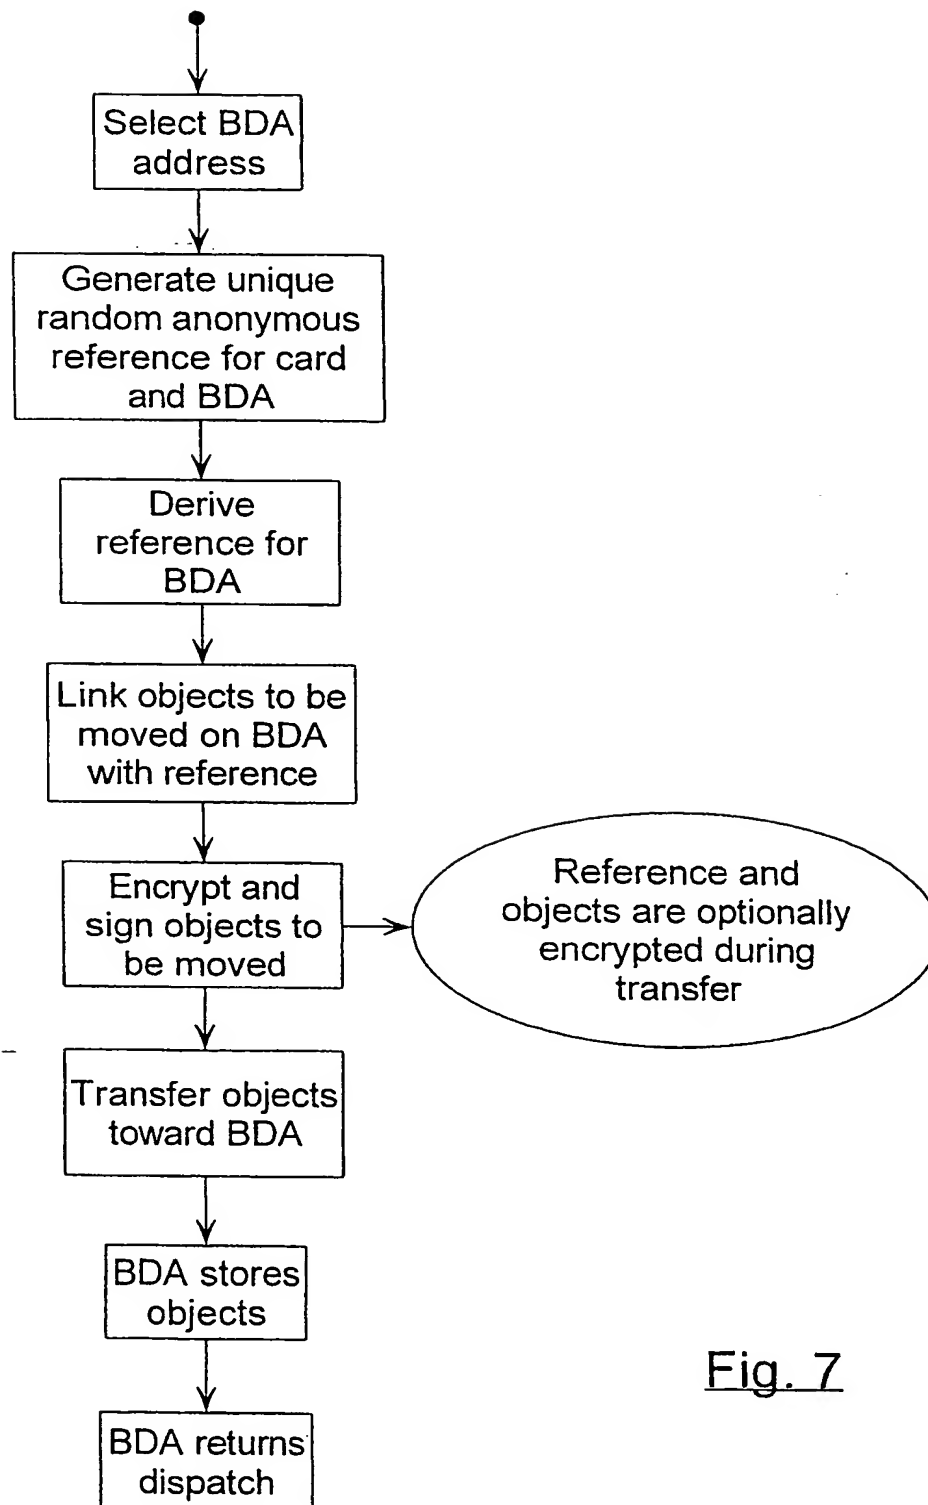 Select BDA
address
Generate unique
random anonymous
reference for card
and BDA
Derive
reference for
BDA
Link objects to be
moved on BDA
with reference
Encrypt and
sign objects to
be moved
Reference and
objects are optionally
encrypted during
transfer
Transfer objects
toward BDA
BDA stores
objects
BDA returns
dispatch
Fig. 7